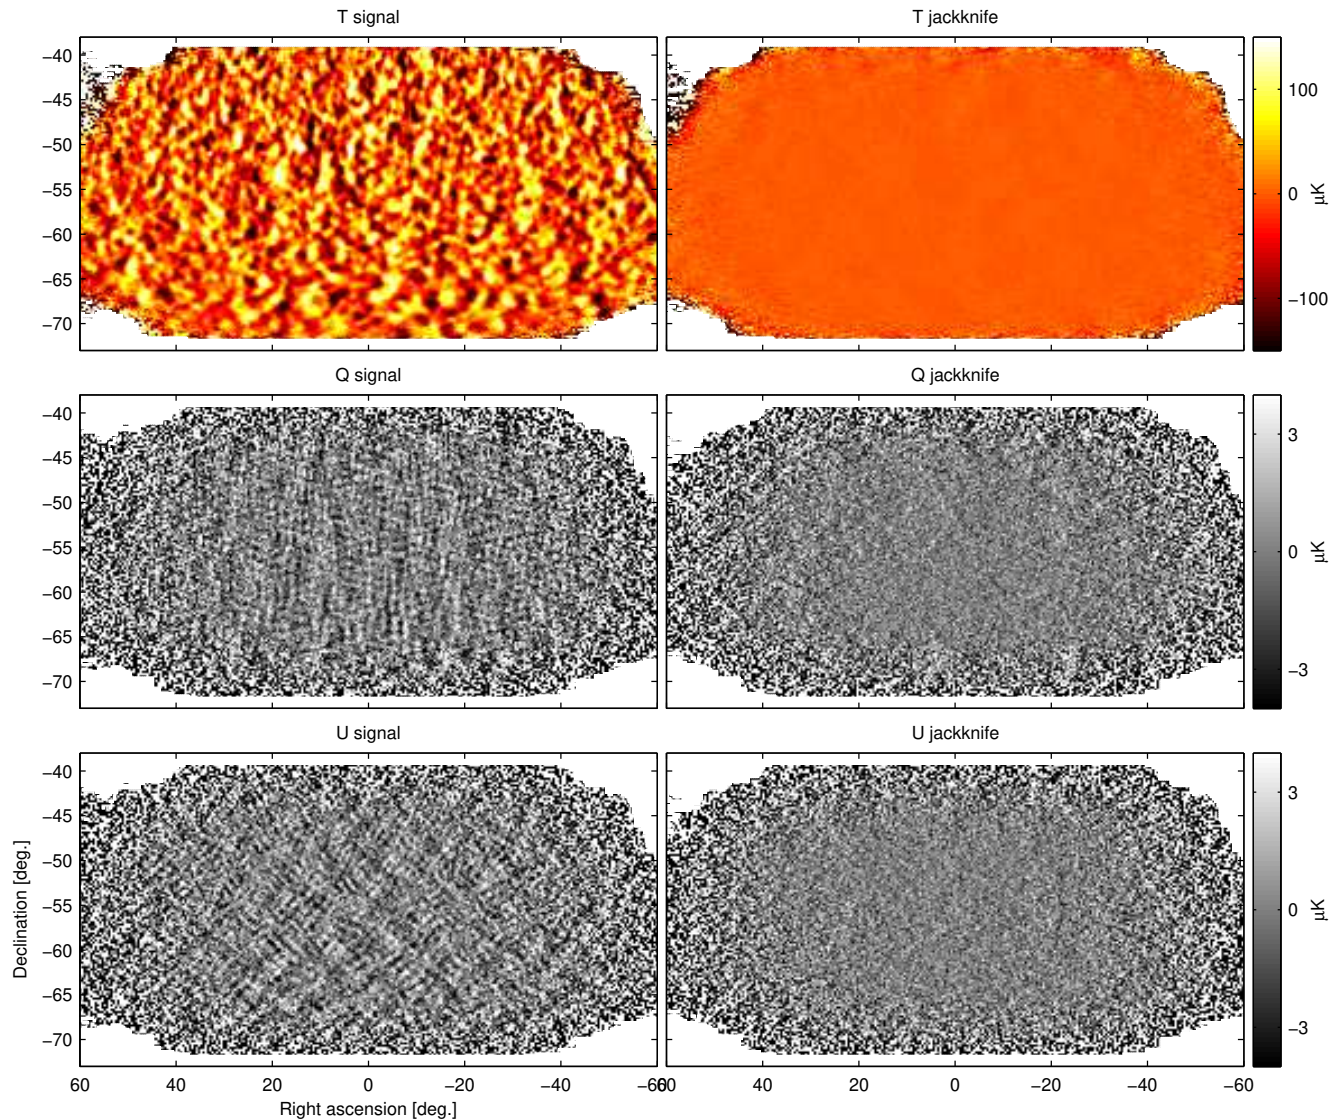 T signal
T jackknife
−40
−45
−50
−55
−60
−65
−70
100
0
−100
µK
Q signal
Q jackknife
−40
−45
−50
−55
−60
−65
−70
3
0
−3
µK
U signal
U jackknife
−40
−45
−50
−55
−60
−65
−70
Declination [deg.]
3
0
−3
µK
60 40 20 0 −20 −40 −60
60 40 20 0 −20 −40 −60
Right ascension [deg.]